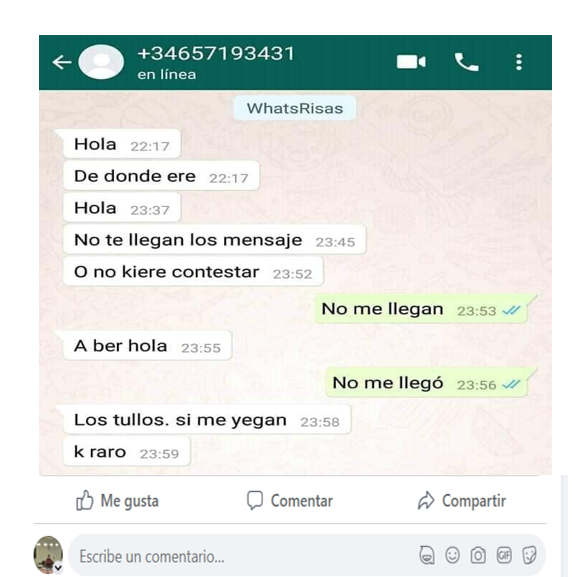 +34657193431
en línea
WhatsRisas
Hola 22:17
De donde ere 22:17
Hola 23:37
No te llegan los mensaje 23:45
O no kiere contestar 23:52
No me llegan 23:53
A ber hola 23:55
No me llegó 23:56
Los tullos. si me yegan 23:58
k raro 23:59
Me gusta Comentar Compartir
Escribe un comentario... GIF